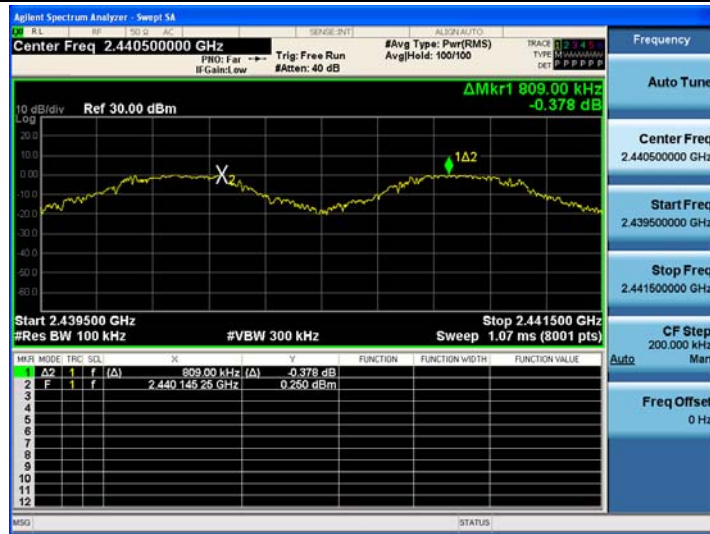 Agilent Spectrum Analyzer - Swept SA
RL RF 50 Ω AC SENSE:INT ALIGN AUTO
Center Freq 2.440500000 GHz
PNO: Far
IFGain:Low
Trig: Free Run
#Atten: 40 dB
#Avg Type: Pwr(RMS)
Avg|Hold: 100/100
TRACE 1 2 3 4 5 6
TYPE
DET P P P P P P
ΔMkr1 809.00 kHz
-0.378 dB
10 dB/div Ref 30.00 dBm
Log
20.0
10.0
0.00
-10.0
-20.0
-30.0
-40.0
-50.0
-60.0
X2
1Δ2
Start 2.439500 GHz Stop 2.441500 GHz
#Res BW 100 kHz #VBW 300 kHz Sweep 1.07 ms (8001 pts)
MKR MODE TRC SCL X Y FUNCTION FUNCTION WIDTH FUNCTION VALUE
1 Δ2 1 f (Δ) 809.00 kHz (Δ) -0.378 dB
2 F 1 f 2.440 145 25 GHz 0.250 dBm
3
4
5
6
7
8
9
10
11
12
MSG STATUS
Frequency
Auto Tune
Center Freq
2.440500000 GHz
Start Freq
2.439500000 GHz
Stop Freq
2.441500000 GHz
CF Step
200.000 kHz
Auto Man
Freq Offset
0 Hz